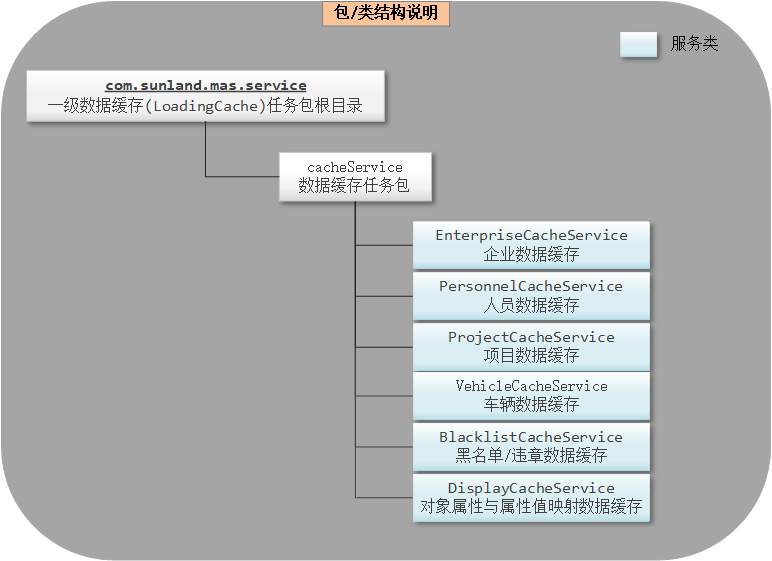 包/类结构说明
服务类
com.sunland.mas.service
一级数据缓存(LoadingCache)任务包根目录
cacheService
数据缓存任务包
EnterpriseCacheService
企业数据缓存
PersonnelCacheService
人员数据缓存
ProjectCacheService
项目数据缓存
VehicleCacheService
车辆数据缓存
BlacklistCacheService
黑名单/违章数据缓存
DisplayCacheService
对象属性与属性值映射数据缓存